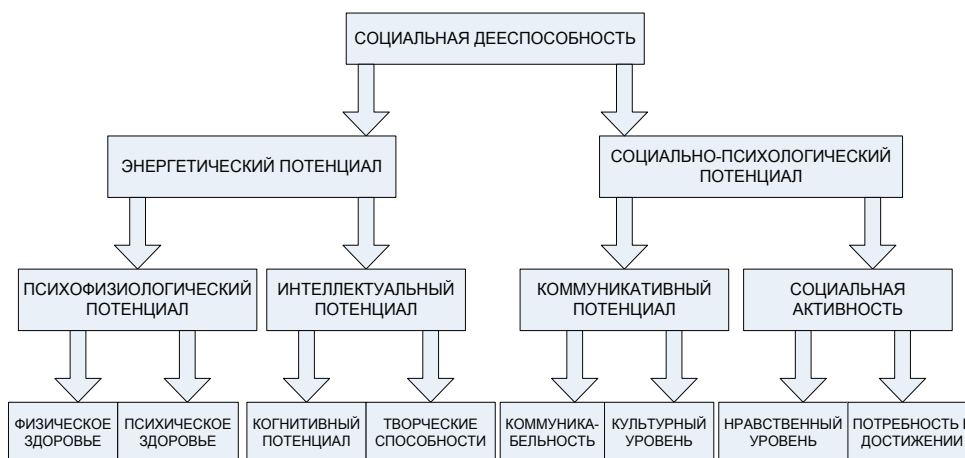 СОЦИАЛЬНАЯ ДЕЕСПОСОБНОСТЬ
ЭНЕРГЕТИЧЕСКИЙ ПОТЕНЦИАЛ
СОЦИАЛЬНО-ПСИХОЛОГИЧЕСКИЙ
ПОТЕНЦИАЛ
ПСИХОФИЗИОЛОГИЧЕСКИЙ
ПОТЕНЦИАЛ
ИНТЕЛЛЕКТУАЛЬНЫЙ
ПОТЕНЦИАЛ
КОММУНИКАТИВНЫЙ
ПОТЕНЦИАЛ
СОЦИАЛЬНАЯ
АКТИВНОСТЬ
ФИЗИЧЕСКОЕ
ЗДОРОВЬЕ
ПСИХИЧЕСКОЕ
ЗДОРОВЬЕ
КОГНИТИВНЫЙ
ПОТЕНЦИАЛ
ТВОРЧЕСКИЕ
СПОСОБНОСТИ
КОММУНИКА-
БЕЛЬНОСТЬ
КУЛЬТУРНЫЙ
УРОВЕНЬ
НРАВСТВЕННЫЙ
УРОВЕНЬ
ПОТРЕБНОСТЬ В
ДОСТИЖЕНИИ